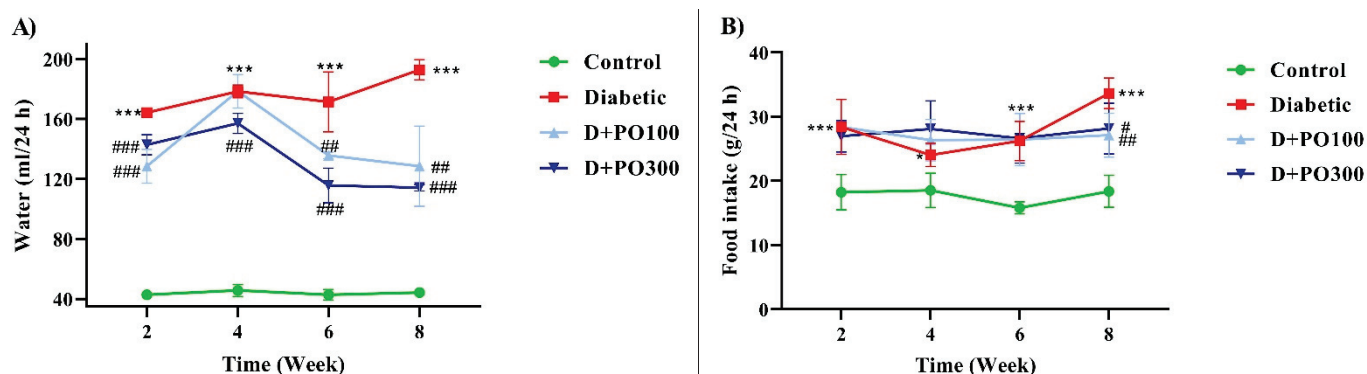 A)
200
160
120
80
40
Water (ml/24 h)
***
***
***
***
###
###
###
##
###
##
###
2
4
6
8
Time (Week)
Control
Diabetic
D+PO100
D+PO300
B)
40
30
20
10
0
Food intake (g/24 h)
***
*
***
***
#
##
2
4
6
8
Time (Week)
Control
Diabetic
D+PO100
D+PO300